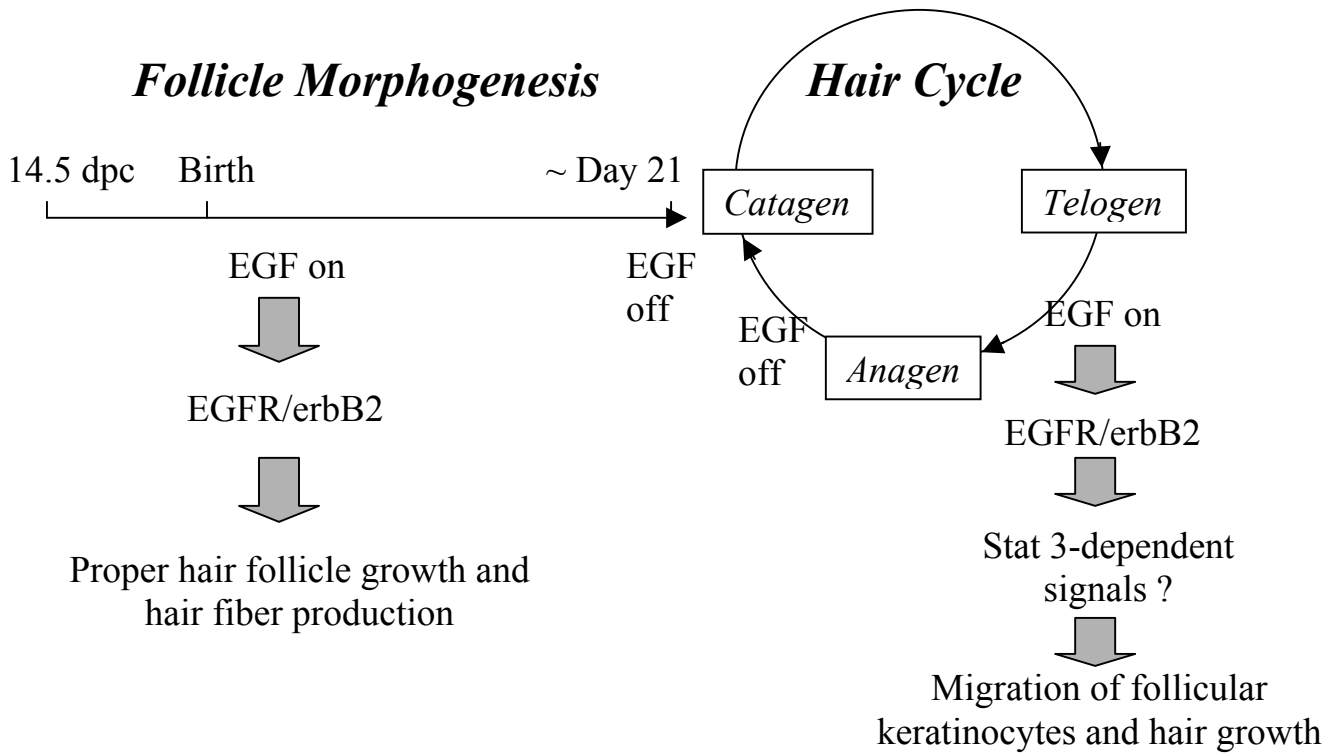 Follicle Morphogenesis
Hair Cycle
14.5 dpc
Birth
~ Day 21
Catagen
Telogen
EGF on
EGF
off
EGF
off
EGF on
Anagen
EGFR/erbB2
EGFR/erbB2
Proper hair follicle growth and
hair fiber production
Stat 3-dependent
signals ?
Migration of follicular
keratinocytes and hair growth